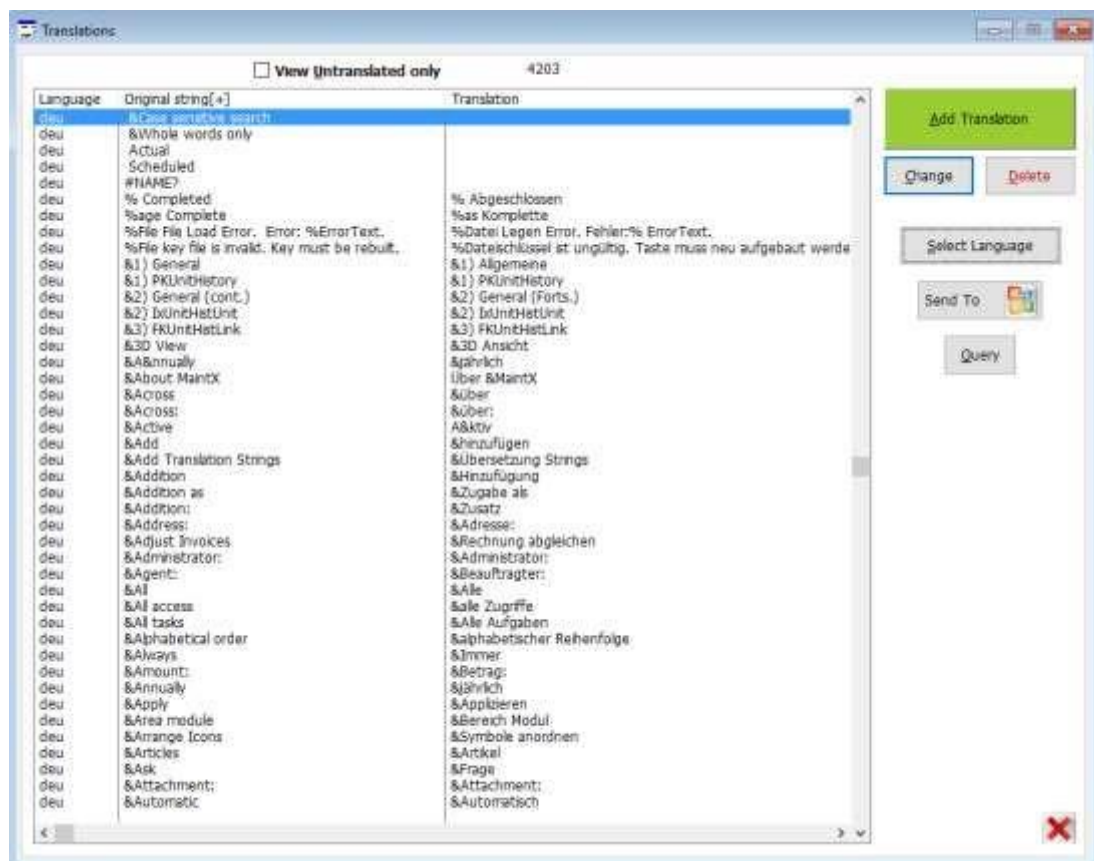 Translations
View Untranslated only 4203
Language Original string[+] Translation
deu &Case sensitive search
deu &Whole words only
deu Actual
deu Scheduled
deu #NAME?
deu % Completed % Abgeschlossen
deu %age Complete %as Komplette
deu %File File Load Error. Error: %ErrorText. %Datei Legen Error. Fehler:% ErrorText.
deu %File key file is invalid. Key must be rebuilt. %Dateischlüssel ist ungültig. Taste muss neu aufgebaut werde
deu &1) General &1) Allgemeine
deu &1) PKUnitHistory &1) PKUnitHistory
deu &2) General (cont.) &2) General (Forts.)
deu &2) IxUnitHistUnit &2) IxUnitHistUnit
deu &3) FKUnitHistLink &3) FKUnitHistLink
deu &3D View &3D Ansicht
deu &A&nnually &jährlich
deu &About MaintX Über &MaintX
deu &Across &über
deu &Across: &über:
deu &Active A&ktiv
deu &Add &hinzufügen
deu &Add Translation Strings &Übersetzung Strings
deu &Addition &Hinzufügung
deu &Addition as &Zugabe als
deu &Addition: &Zusatz
deu &Address: &Adresse:
deu &Adjust Invoices &Rechnung abgleichen
deu &Administrator: &Administrator:
deu &Agent: &Beauftragter:
deu &All &Alle
deu &All access &alle Zugriffe
deu &All tasks &Alle Aufgaben
deu &Alphabetical order &alphabetischer Reihenfolge
deu &Always &Immer
deu &Amount: &Betrag:
deu &Annually &jährlich
deu &Apply &Applizieren
deu &Area module &Bereich Modul
deu &Arrange Icons &Symbole anordnen
deu &Articles &Artikel
deu &Ask &Frage
deu &Attachment: &Attachment:
deu &Automatic &Automatisch
Add Translation
Change Delete
Select Language
Send To
Query